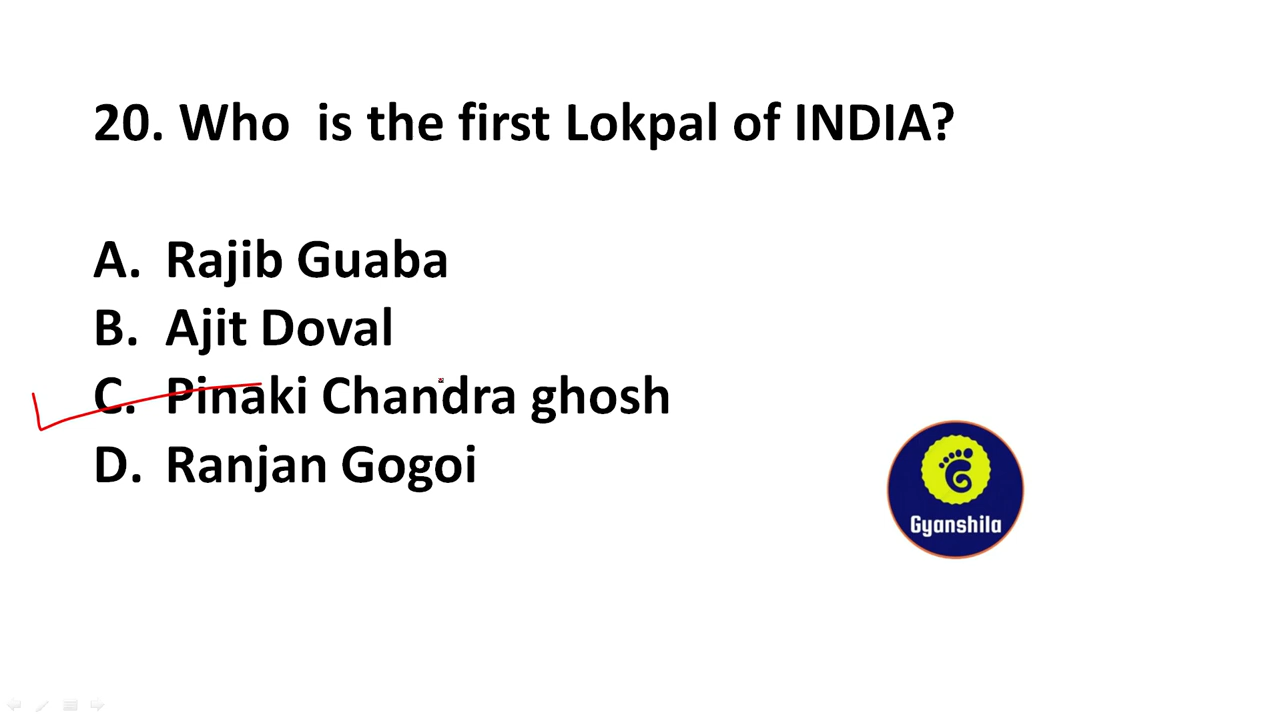 20. Who is the first Lokpal of INDIA?
A. Rajib Guaba
B. Ajit Doval
C. Pinaki Chandra ghosh
D. Ranjan Gogoi
Gyanshila